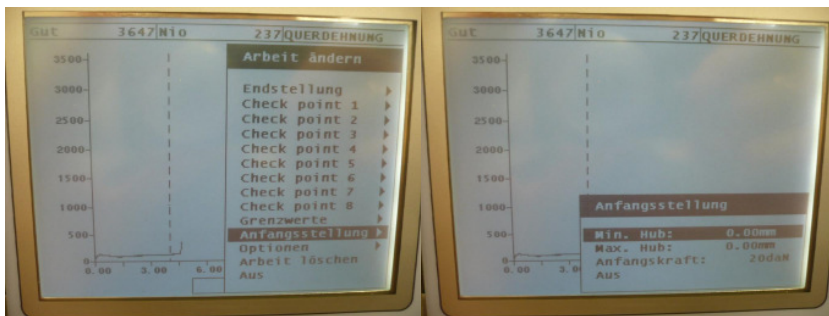 Gut 3647 Nio 237 QUERDEHNUNG
Arbeit ändern
3500
3000
2500
2000
1500
1000
500
0
0.00 3.00 6.00
Endstellung
Check point 1
Check point 2
Check point 3
Check point 4
Check point 5
Check point 6
Check point 7
Check point 8
Grenzwerte
Anfangsstellung
Optionen
Arbeit löschen
Aus
Gut 3647 Nio 237 QUERDEHNUNG
3500
3000
2500
2000
1500
1000
500
0
0.00 3.0
Anfangsstellung
Min. Hub: 0.00mm
Max. Hub: 0.00mm
Anfangskraft: 20daN
Aus